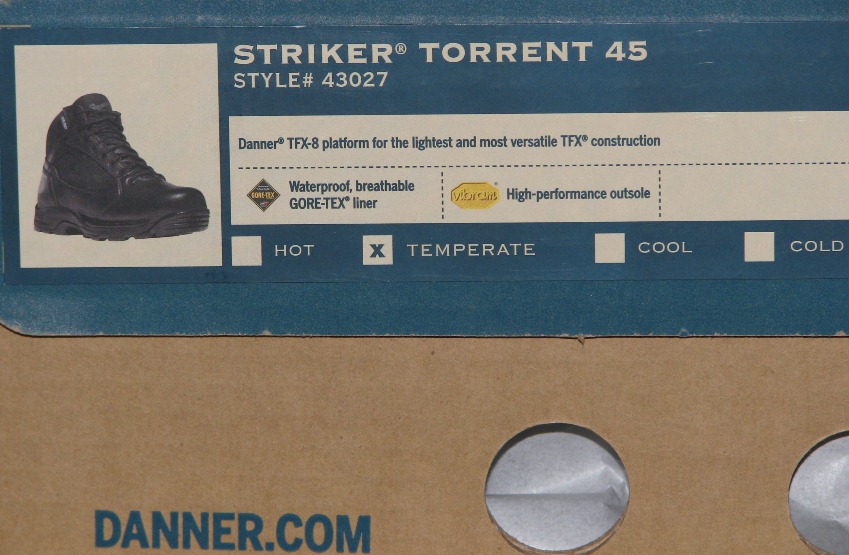 STRIKER® TORRENT 45
STYLE# 43027
Danner® TFX-8 platform for the lightest and most versatile TFX® construction
GORE-TEX
Waterproof, breathable
GORE-TEX® liner
vibram®
High-performance outsole
HOT
X TEMPERATE
COOL
COLD
DANNER.COM